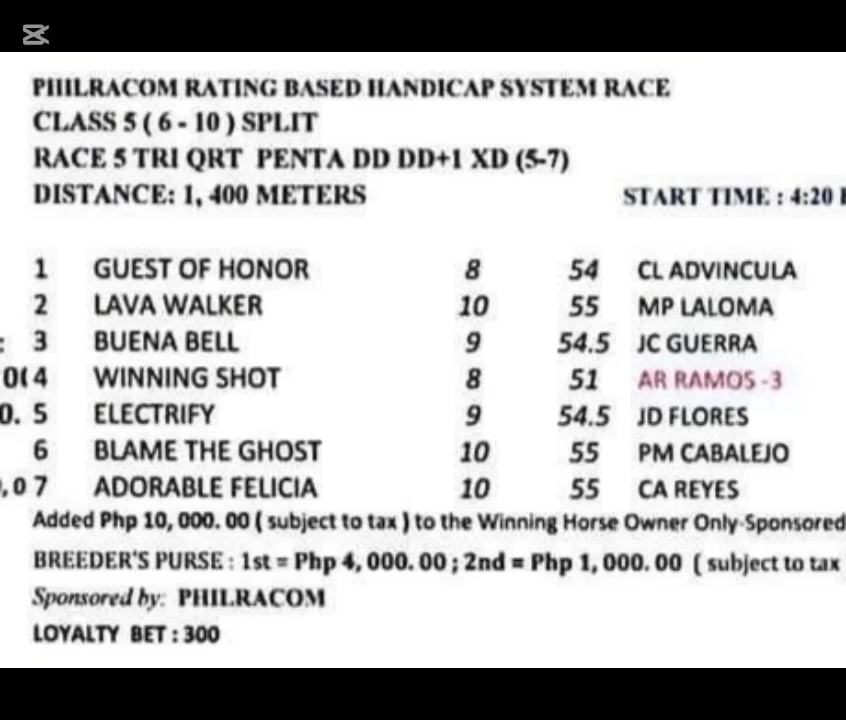 PHILRACOM RATING BASED HANDICAP SYSTEM RACE
CLASS 5 ( 6 - 10 ) SPLIT
RACE 5 TRI QRT PENTA DD DD+1 XD (5-7)
DISTANCE: 1, 400 METERS START TIME : 4:20
1 GUEST OF HONOR 8 54 CL ADVINCULA
2 LAVA WALKER 10 55 MP LALOMA
: 3 BUENA BELL 9 54.5 JC GUERRA
4 WINNING SHOT 8 51 AR RAMOS -3
0. 5 ELECTRIFY 9 54.5 JD FLORES
6 BLAME THE GHOST 10 55 PM CABALEJO
,0 7 ADORABLE FELICIA 10 55 CA REYES
Added Php 10, 000. 00 ( subject to tax ) to the Winning Horse Owner Only-Sponsored
BREEDER'S PURSE : 1st = Php 4, 000. 00 ; 2nd = Php 1, 000. 00 ( subject to tax
Sponsored by: PHILRACOM
LOYALTY BET : 300